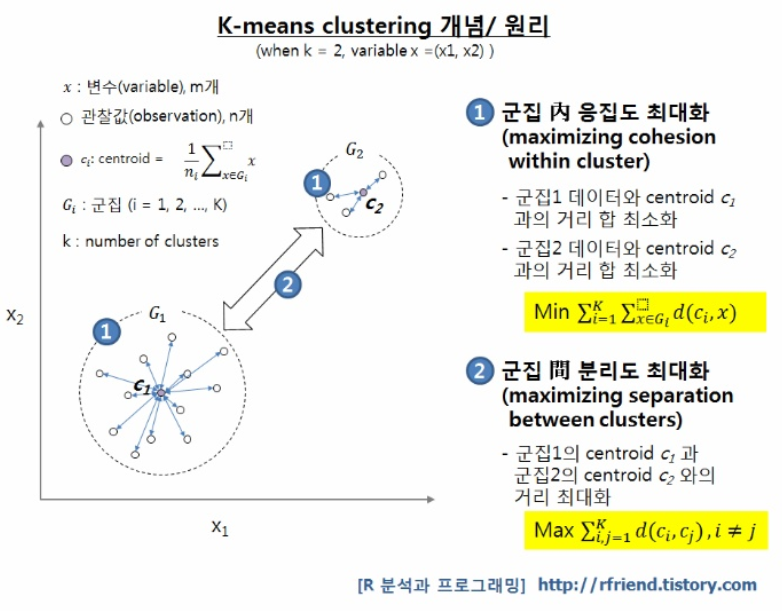 K-means clustering 개념/ 원리
(when k = 2, variable x =(x1, x2) )
x : 변수(variable), m개
관찰값(observation), n개
c_i: centroid = 1/n_i ∑_{x∈G_i} x
G_i : 군집 (i = 1, 2, ..., K)
k : number of clusters
G_2
1
c_2
2
X_2
G_1
1
c_1
X_1
1 군집 內 응집도 최대화
(maximizing cohesion
within cluster)
- 군집1 데이터와 centroid c_1
과의 거리 합 최소화
- 군집2 데이터와 centroid c_2
과의 거리 합 최소화
Min ∑_{i=1}^{K} ∑_{x∈G_i} d(c_i, x)
2 군집 間 분리도 최대화
(maximizing separation
between clusters)
- 군집1의 centroid c_1 과
군집2의 centroid c_2 와의
거리 최대화
Max ∑_{i,j=1}^{K} d(c_i, c_j), i ≠ j
[R 분석과 프로그래밍] http://rfriend.tistory.com